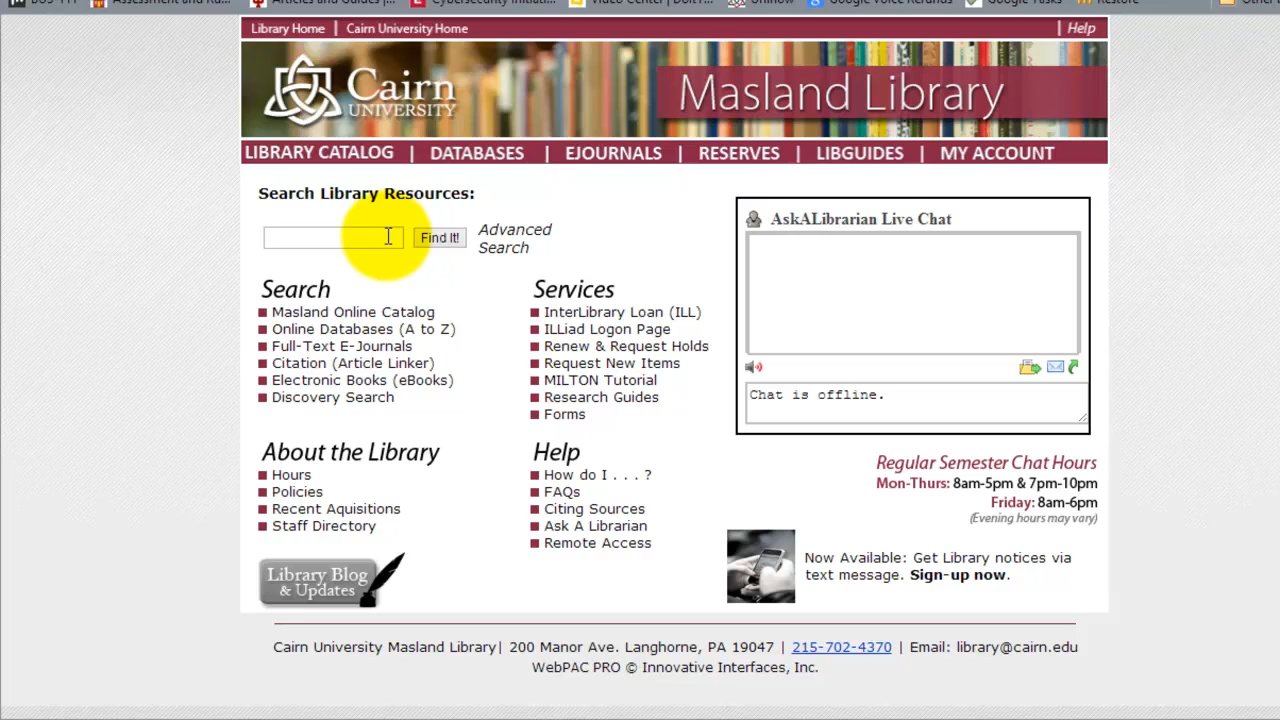 Library Home | Cairn University Home | Help
Cairn
UNIVERSITY
Masland Library
LIBRARY CATALOG | DATABASES | EJOURNALS | RESERVES | LIBGUIDES | MY ACCOUNT
Search Library Resources:
Find It!
Advanced
Search
Search
Masland Online Catalog
Online Databases (A to Z)
Full-Text E-Journals
Citation (Article Linker)
Electronic Books (eBooks)
Discovery Search
Services
InterLibrary Loan (ILL)
ILLiad Logon Page
Renew & Request Holds
Request New Items
MILTON Tutorial
Research Guides
Forms
AskALibrarian Live Chat
Chat is offline.
About the Library
Hours
Policies
Recent Aquisitions
Staff Directory
Help
How do I . . . ?
FAQs
Citing Sources
Ask A Librarian
Remote Access
Regular Semester Chat Hours
Mon-Thurs: 8am-5pm & 7pm-10pm
Friday: 8am-6pm
(Evening hours may vary)
Library Blog
& Updates
Now Available: Get Library notices via
text message. Sign-up now.
Cairn University Masland Library| 200 Manor Ave. Langhorne, PA 19047 | 215-702-4370 | Email: library@cairn.edu
WebPAC PRO © Innovative Interfaces, Inc.